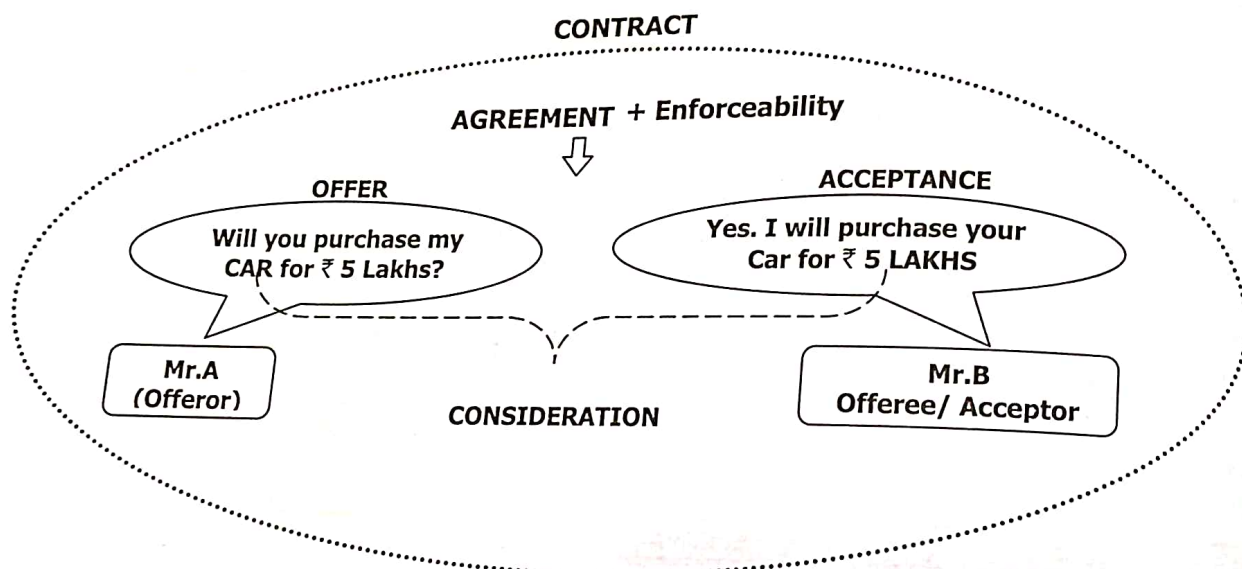 CONTRACT
AGREEMENT + Enforceability
OFFER
Will you purchase my
CAR for ₹ 5 Lakhs?
ACCEPTANCE
Yes. I will purchase your
Car for ₹ 5 LAKHS
Mr.A
(Offeror)
Mr.B
Offeree/ Acceptor
CONSIDERATION